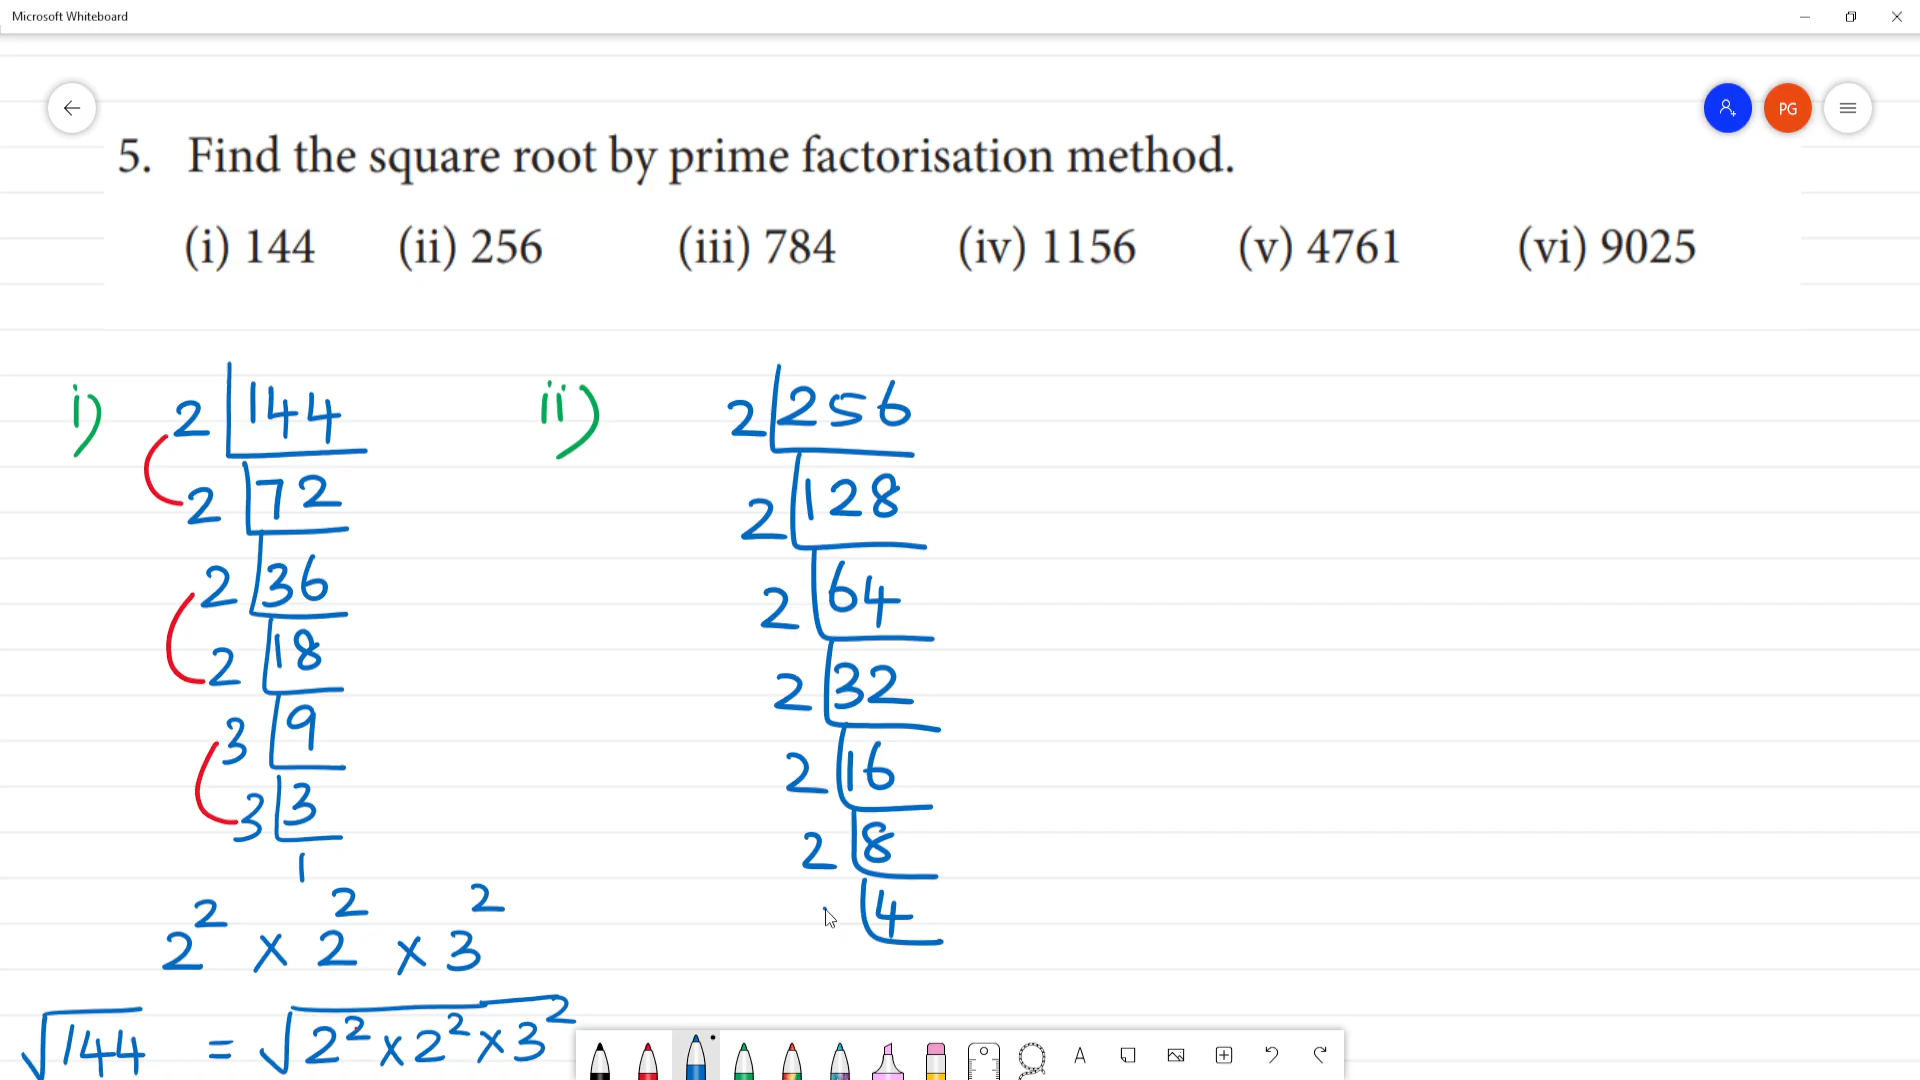 Microsoft Whiteboard
PG
5. Find the square root by prime factorisation method.
(i) 144 (ii) 256 (iii) 784 (iv) 1156 (v) 4761 (vi) 9025
i)
2 144
2 72
2 36
2 18
3 9
3 3
1
2² × 2² × 3²
√144 = √2² × 2² × 3²
ii)
2 256
2 128
2 64
2 32
2 16
2 8
4
A